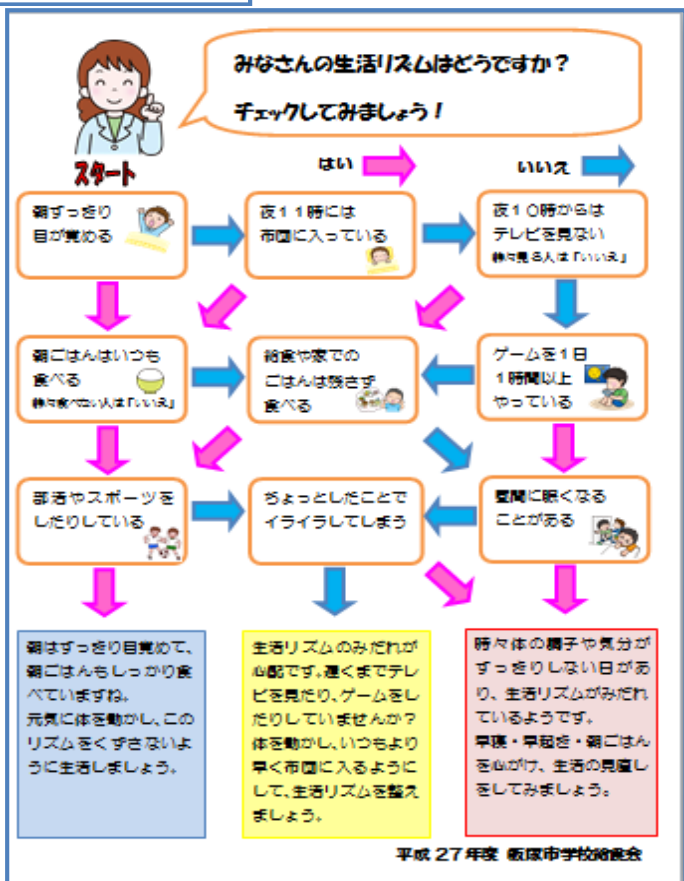 みなさんの生活リズムはどうですか？
チェックしてみましょう！
スタート
はい
いいえ
朝すっきり
目が覚める
夜１１時には
布団に入っている
夜１０時からは
テレビを見ない
時々見る人は「いいえ」
朝ごはんはいつも
食べる
時々食べない人は「いいえ」
給食や家での
ごはんは残さず
食べる
ゲームを１日
１時間以上
やっている
部活やスポーツを
したりしている
ちょっとしたことで
イライラしてしまう
昼間に眠くなる
ことがある
朝はすっきり目覚めて、
朝ごはんもしっかり食
べていますね。
元気に体を動かし、この
リズムをくずさないよ
うに生活しましょう。
生活リズムのみだれが
心配です。遅くまでテレ
ビを見たり、ゲームをし
たりしていませんか？
体を動かし、いつもより
早く布団に入るように
して、生活リズムを整え
ましょう。
時々体の調子や気分が
すっきりしない日があ
り、生活リズムがみだれ
ているようです。
早寝・早起き・朝ごはん
を心がけ、生活の見直し
をしてみましょう。
平成２７年度 飯塚市学校給食会